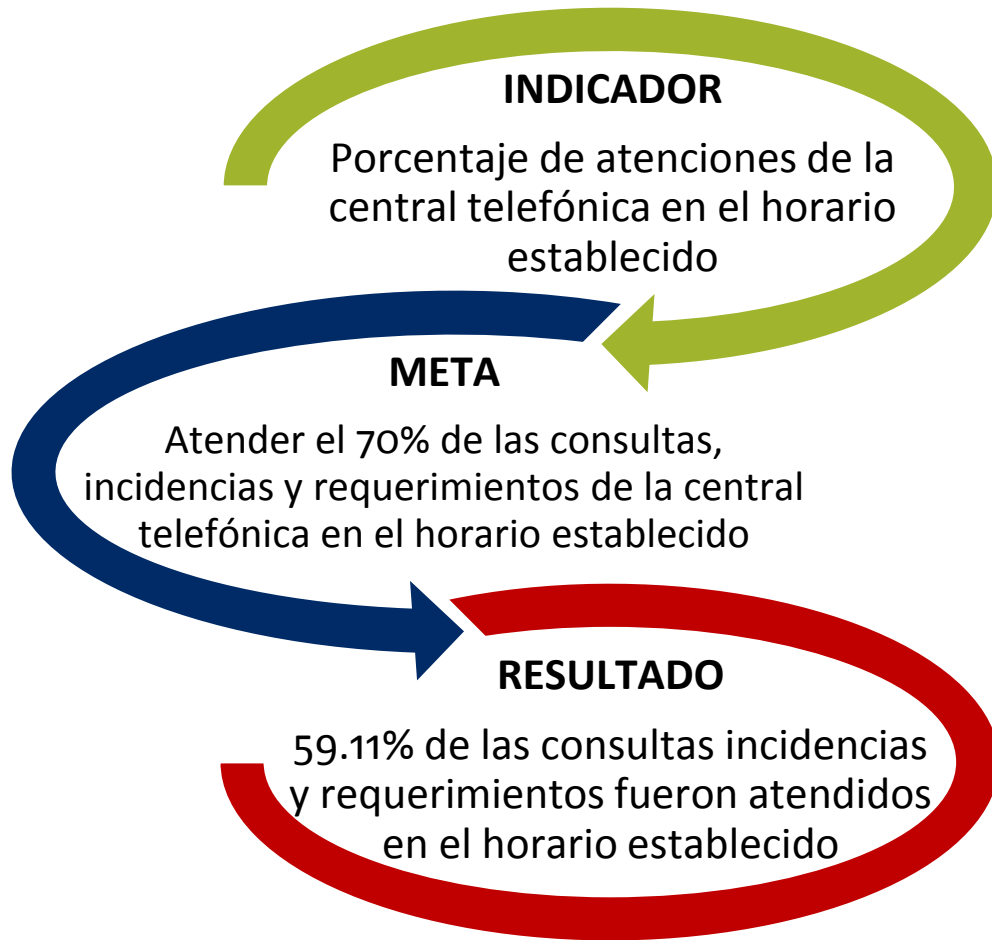 INDICADOR
Porcentaje de atenciones de la
central telefónica en el horario
establecido
META
Atender el 70% de las consultas,
incidencias y requerimientos de la central
telefónica en el horario establecido
RESULTADO
59.11% de las consultas incidencias
y requerimientos fueron atendidos
en el horario establecido